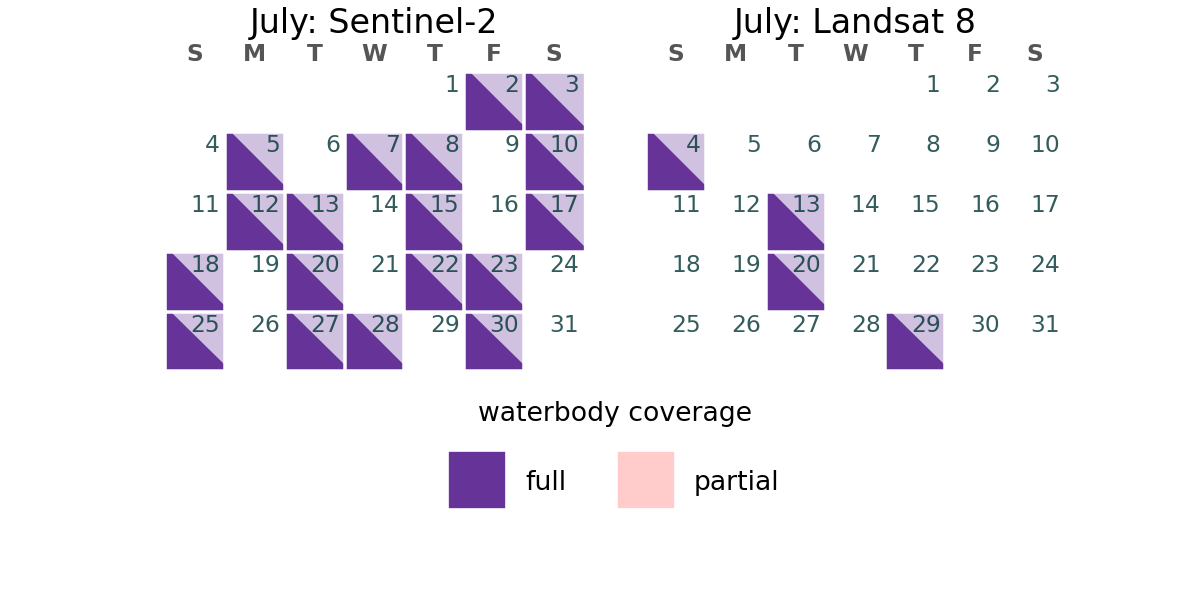 July: Sentinel-2
S M T W T F S
1 2 3
4 5 6 7 8 9 10
11 12 13 14 15 16 17
18 19 20 21 22 23 24
25 26 27 28 29 30 31
July: Landsat 8
S M T W T F S
1 2 3
4 5 6 7 8 9 10
11 12 13 14 15 16 17
18 19 20 21 22 23 24
25 26 27 28 29 30 31
waterbody coverage
full partial